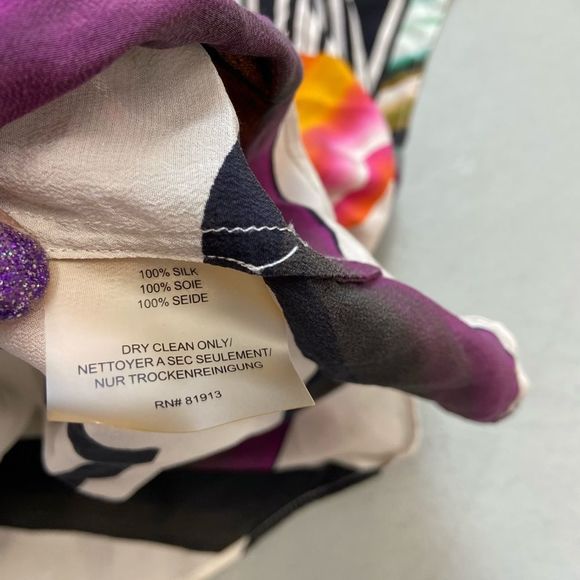 100% SILK
100% SOIE
100% SEIDE
DRY CLEAN ONLY/
NETTOYER A SEC SEULEMENT/
NUR TROCKENREINIGUNG
RN# 81913